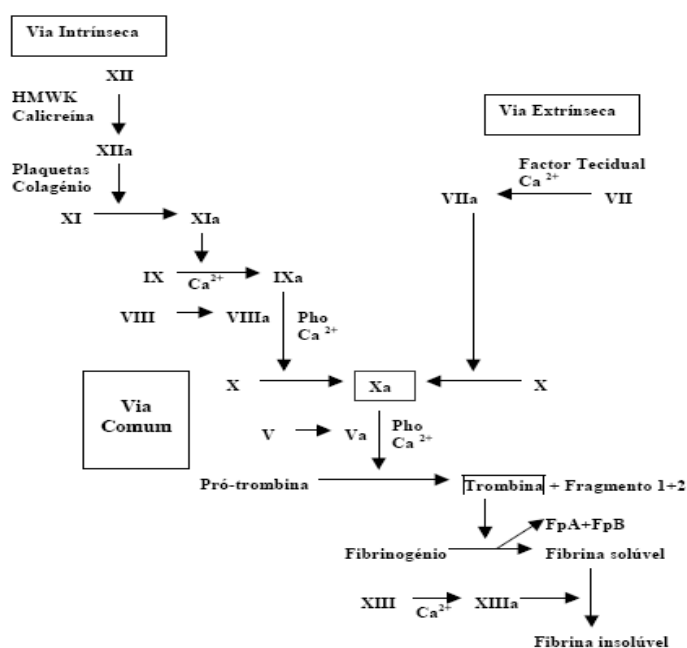 Via Intrínseca
XII
HMWK
Calicreína
Via Extrínseca
XIIa
Plaquetas
Colagénio
Factor Tecidual
Ca 2+
VIIa
VII
XI
XIa
IX
Ca2+
IXa
VIII
VIIIa
Pho
Ca 2+
X
Xa
X
Via
Comum
V
Va
Pho
Ca 2+
Pró-trombina
Trombina + Fragmento 1+2
FpA+FpB
Fibrinogénio
Fibrina solúvel
XIII
Ca2+
XIIIa
Fibrina insolúvel